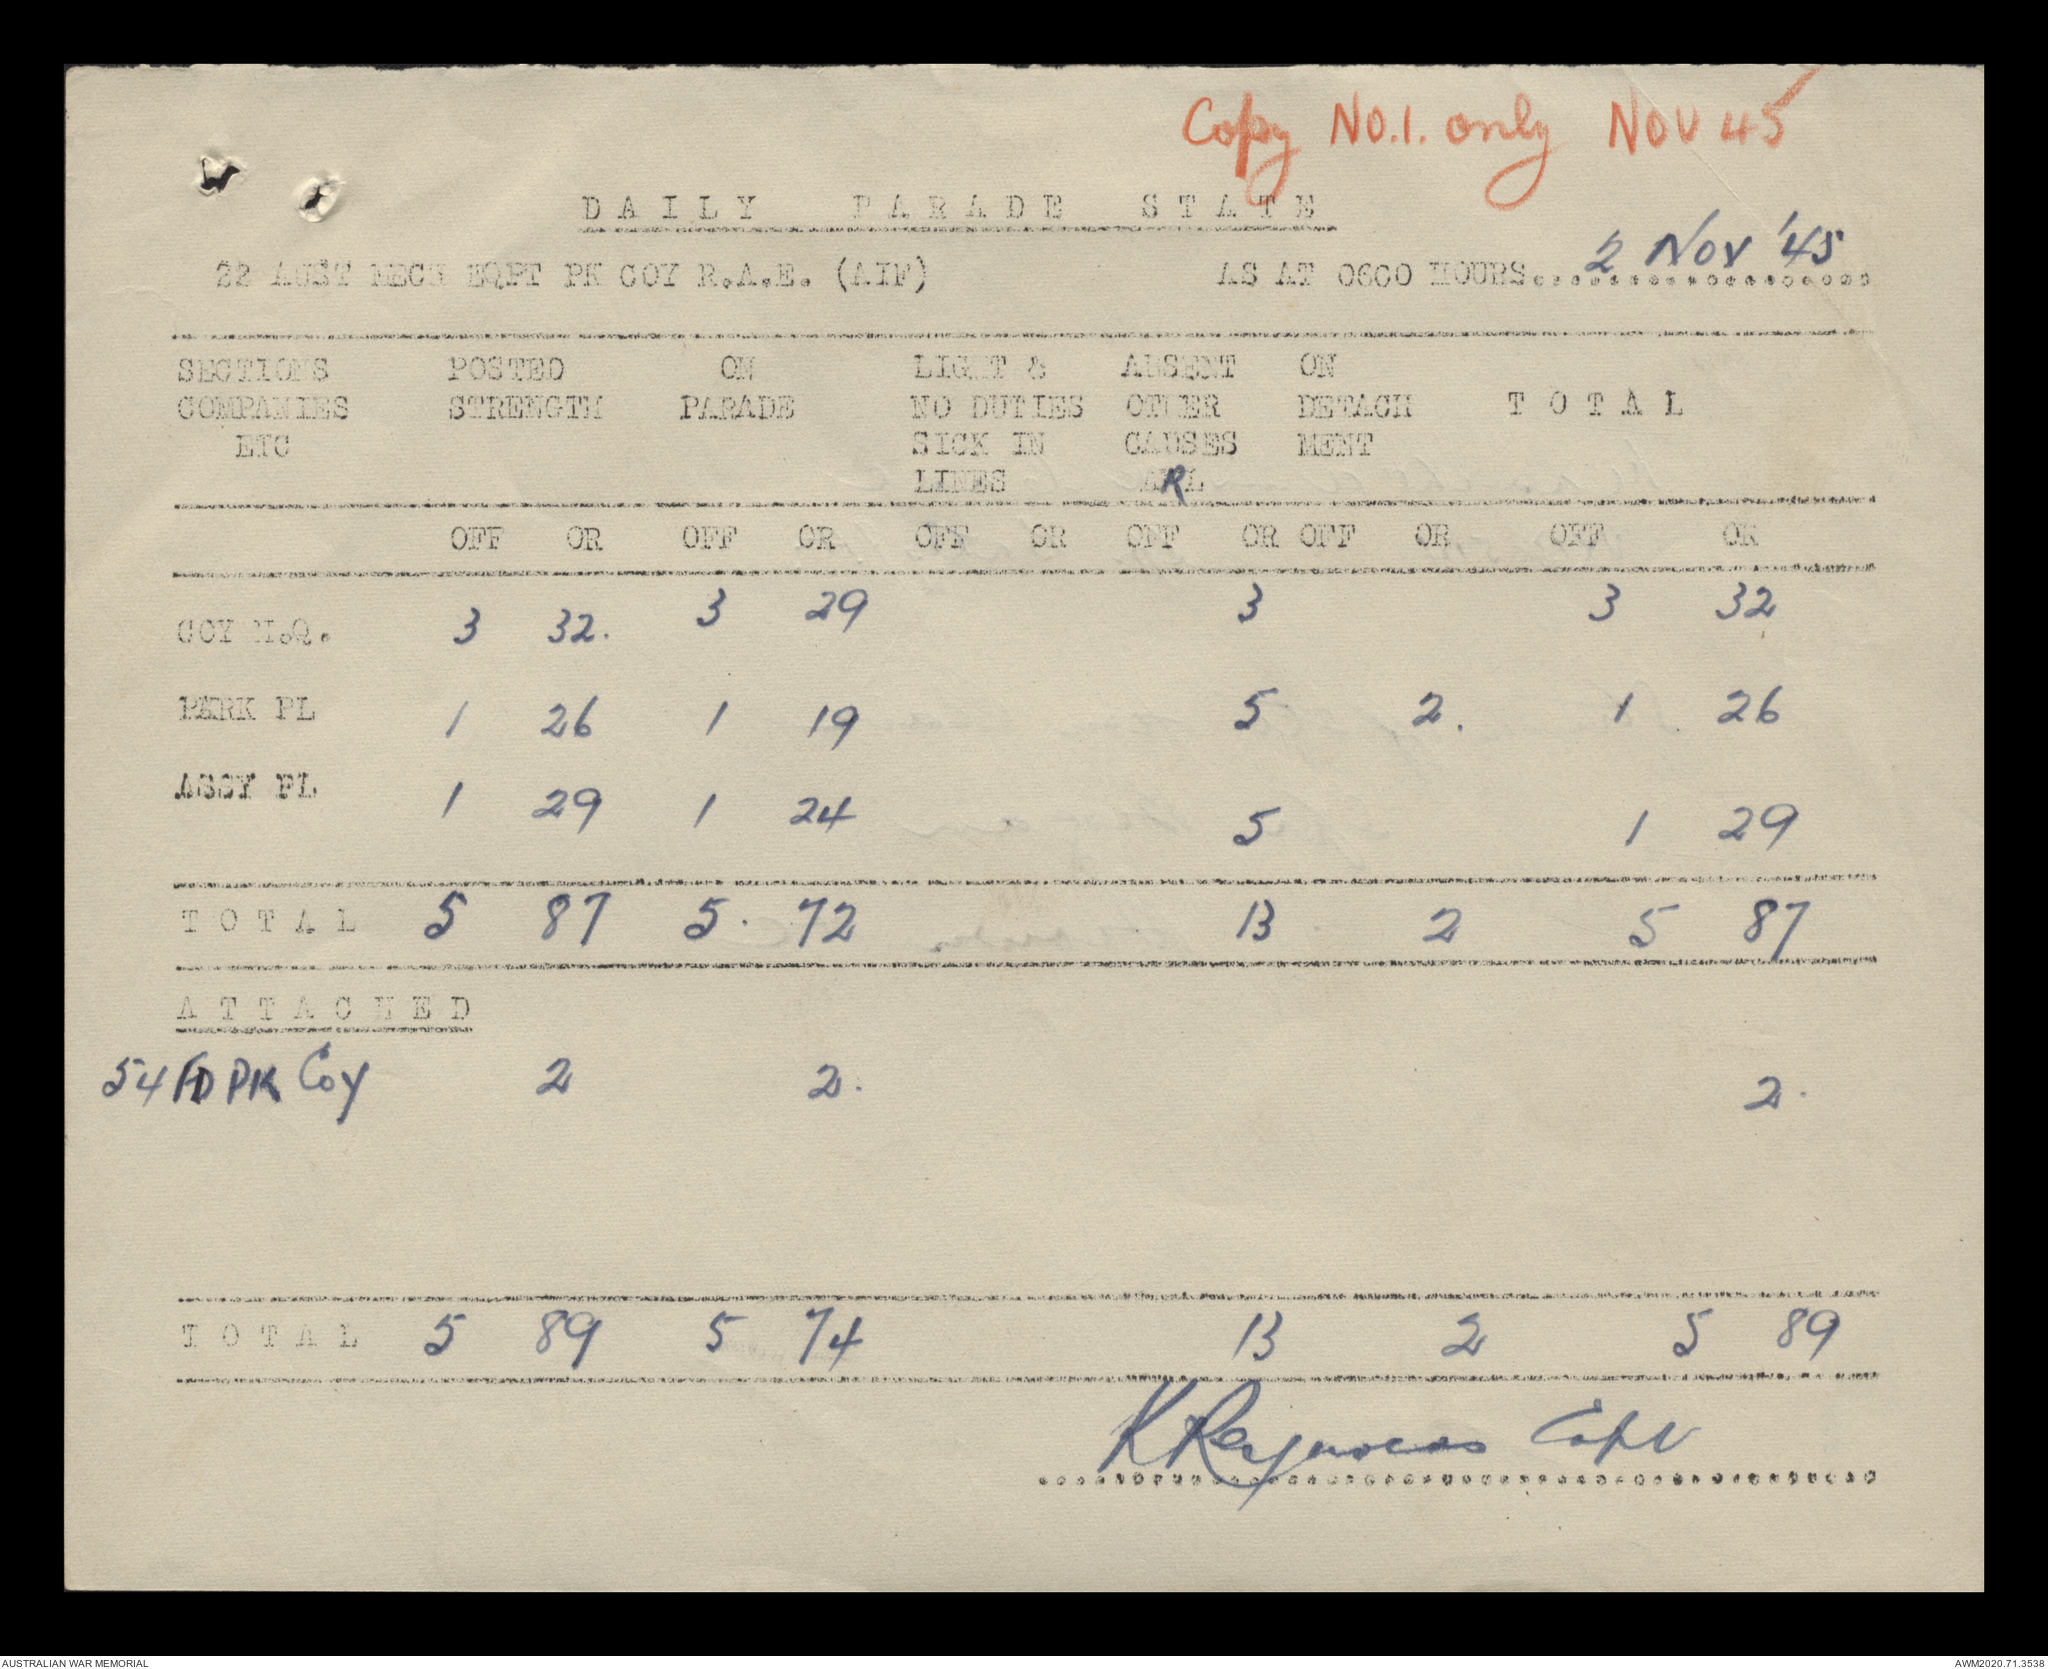 Copy No.1. only Nov 45
DAILY PARADE STATE
22 AUST MECH EQPT PK COY R.A.E. (AIF) AS AT 0600 HOURS 2 Nov '45
SECTIONS POSTED ON LIGHT & ABSENT ON
COMPANIES STRENGTH PARADE NO DUTIES OTHER DETACH T O T A L
ETC SICK IN CAUSES MENT
LINES ARL
OFF OR OFF OR OFF OR OFF OR OFF OR OFF OR
COY H.Q. 3 32. 3 29 3 3 32
PARK PL 1 26 1 19 5 2. 1 26
ASSY PL 1 29 1 24 5 1 29
T O T A L 5 87 5. 72 13 2 5 87
A T T A C H E D
54 FD PK Coy 2 2. 2.
T O T A L 5 89 5 74 13 2 5 89
K Reynolds Capt
AUSTRALIAN WAR MEMORIAL AWM2020.71.3538